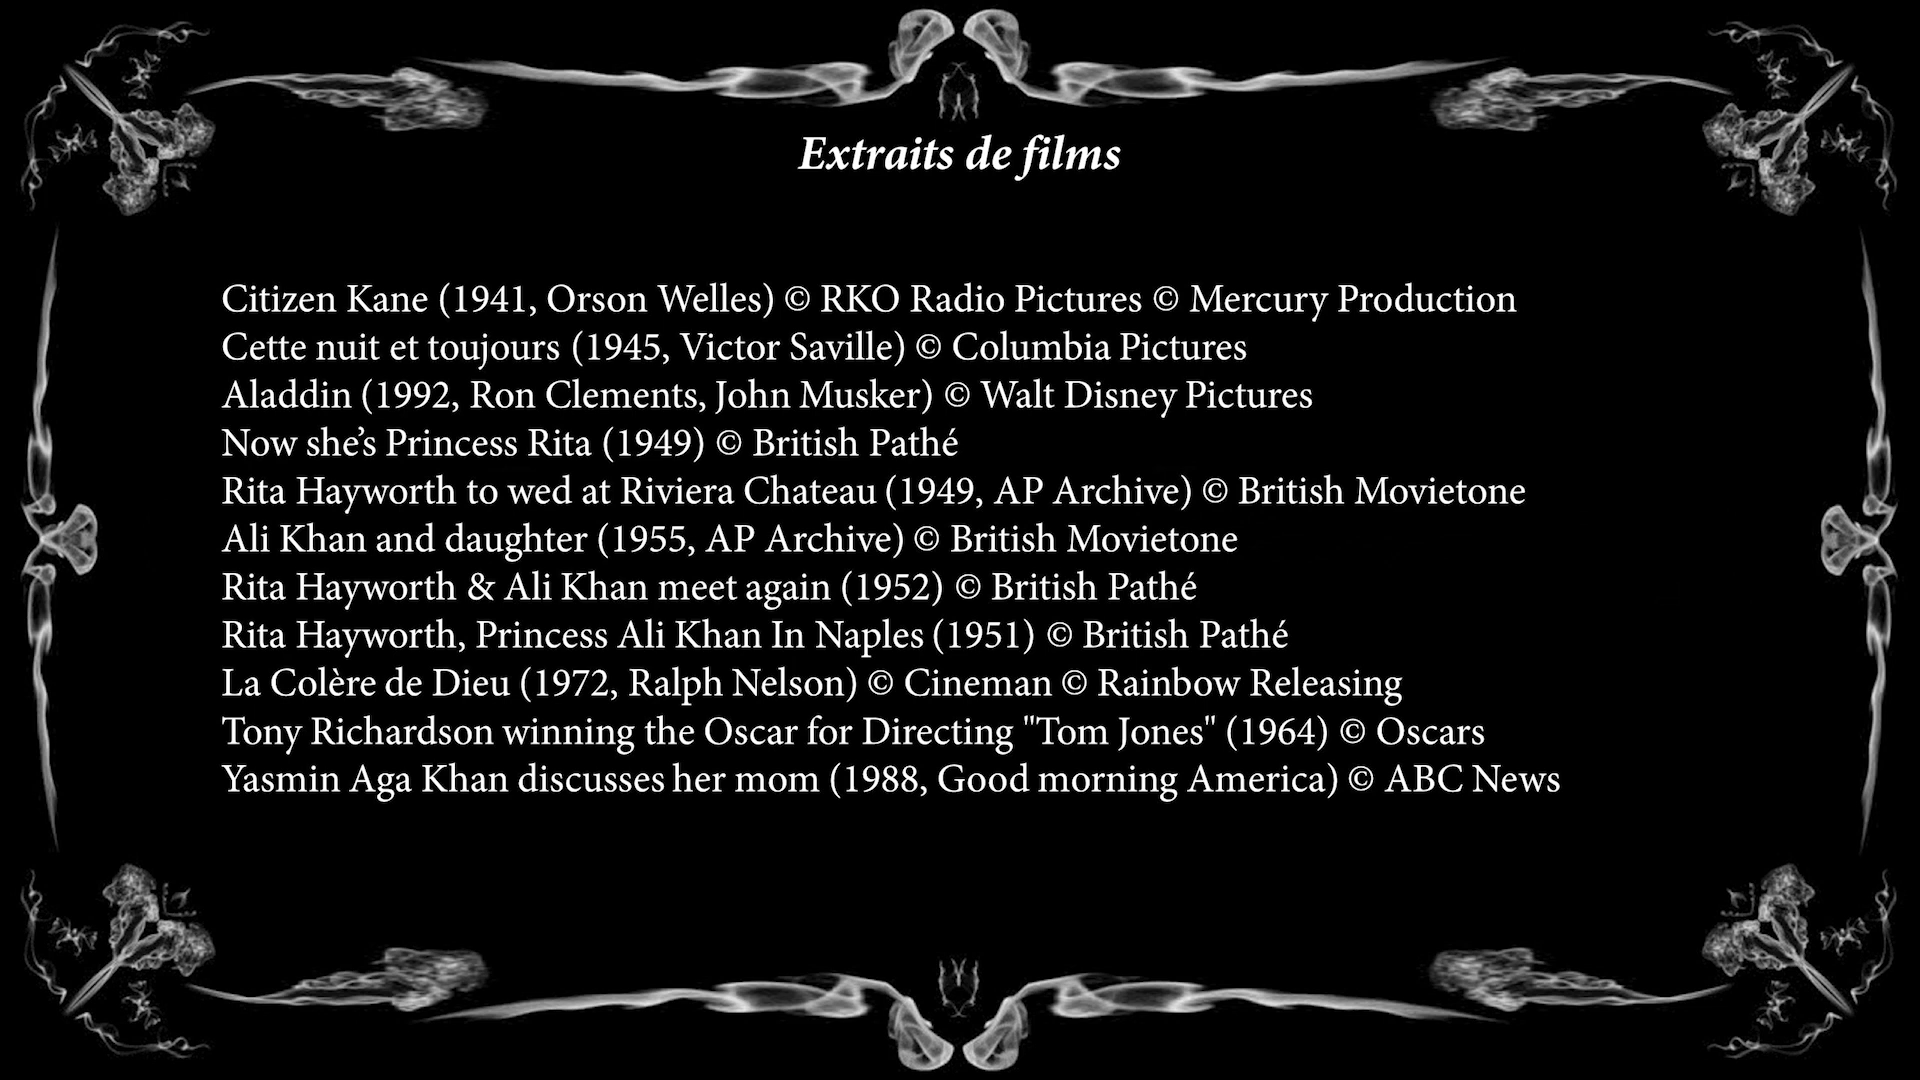 Extraits de films
Citizen Kane (1941, Orson Welles) © RKO Radio Pictures © Mercury Production
Cette nuit et toujours (1945, Victor Saville) © Columbia Pictures
Aladdin (1992, Ron Clements, John Musker) © Walt Disney Pictures
Now she’s Princess Rita (1949) © British Pathé
Rita Hayworth to wed at Riviera Chateau (1949, AP Archive) © British Movietone
Ali Khan and daughter (1955, AP Archive) © British Movietone
Rita Hayworth & Ali Khan meet again (1952) © British Pathé
Rita Hayworth, Princess Ali Khan In Naples (1951) © British Pathé
La Colère de Dieu (1972, Ralph Nelson) © Cineman © Rainbow Releasing
Tony Richardson winning the Oscar for Directing "Tom Jones" (1964) © Oscars
Yasmin Aga Khan discusses her mom (1988, Good morning America) © ABC News